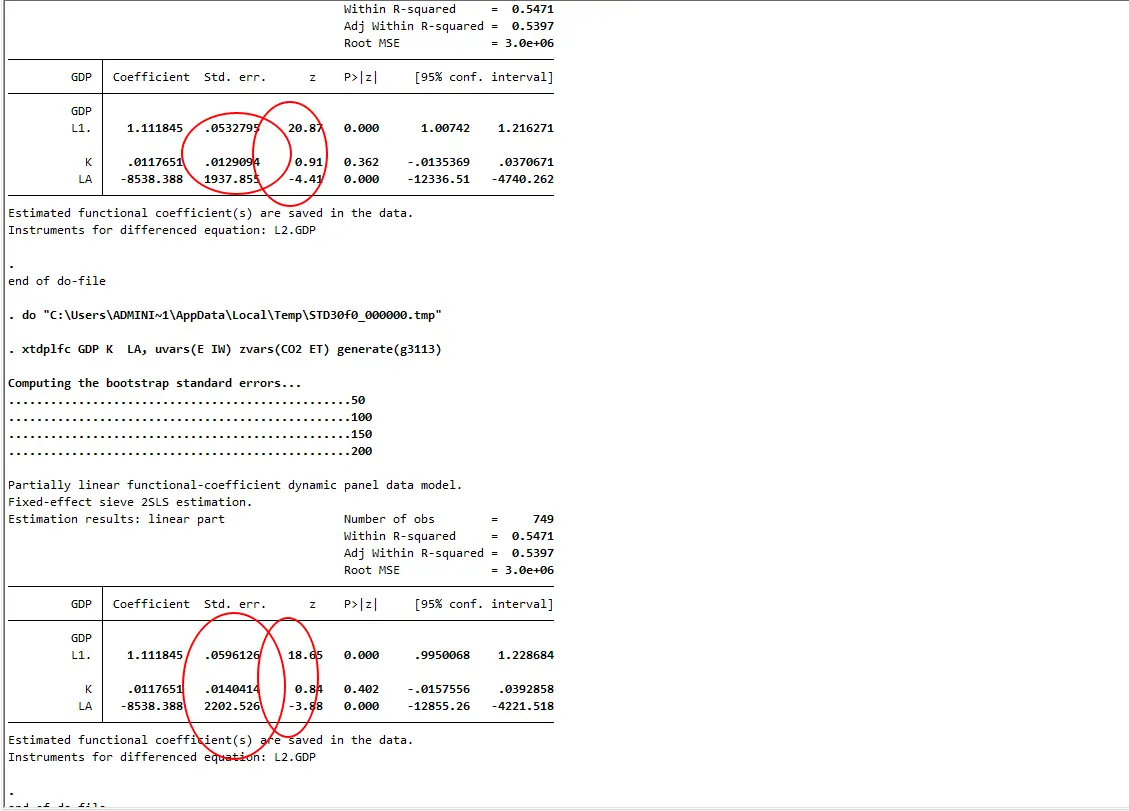 Within R-squared = 0.5471
Adj Within R-squared = 0.5397
Root MSE = 3.0e+06
GDP Coefficient Std. err. z P>|z| [95% conf. interval]
GDP
L1. 1.111845 .0532795 20.87 0.000 1.00742 1.216271
K .0117651 .0129094 0.91 0.362 -.0135369 .0370671
LA -8538.388 1937.855 -4.41 0.000 -12336.51 -4740.262
Estimated functional coefficient(s) are saved in the data.
Instruments for differenced equation: L2.GDP
.
end of do-file
. do "C:\Users\ADMINI~1\AppData\Local\Temp\STD30f0_000000.tmp"
. xtdplfc GDP K  LA, uvars(E IW) zvars(CO2 ET) generate(g3113)
Computing the bootstrap standard errors...
..................................................50
..................................................100
..................................................150
..................................................200
Partially linear functional-coefficient dynamic panel data model.
Fixed-effect sieve 2SLS estimation.
Estimation results: linear part Number of obs = 749
Within R-squared = 0.5471
Adj Within R-squared = 0.5397
Root MSE = 3.0e+06
GDP Coefficient Std. err. z P>|z| [95% conf. interval]
GDP
L1. 1.111845 .0596126 18.65 0.000 .9950068 1.228684
K .0117651 .0140414 0.84 0.402 -.0157556 .0392858
LA -8538.388 2202.526 -3.88 0.000 -12855.26 -4221.518
Estimated functional coefficient(s) are saved in the data.
Instruments for differenced equation: L2.GDP
.
end of do-file